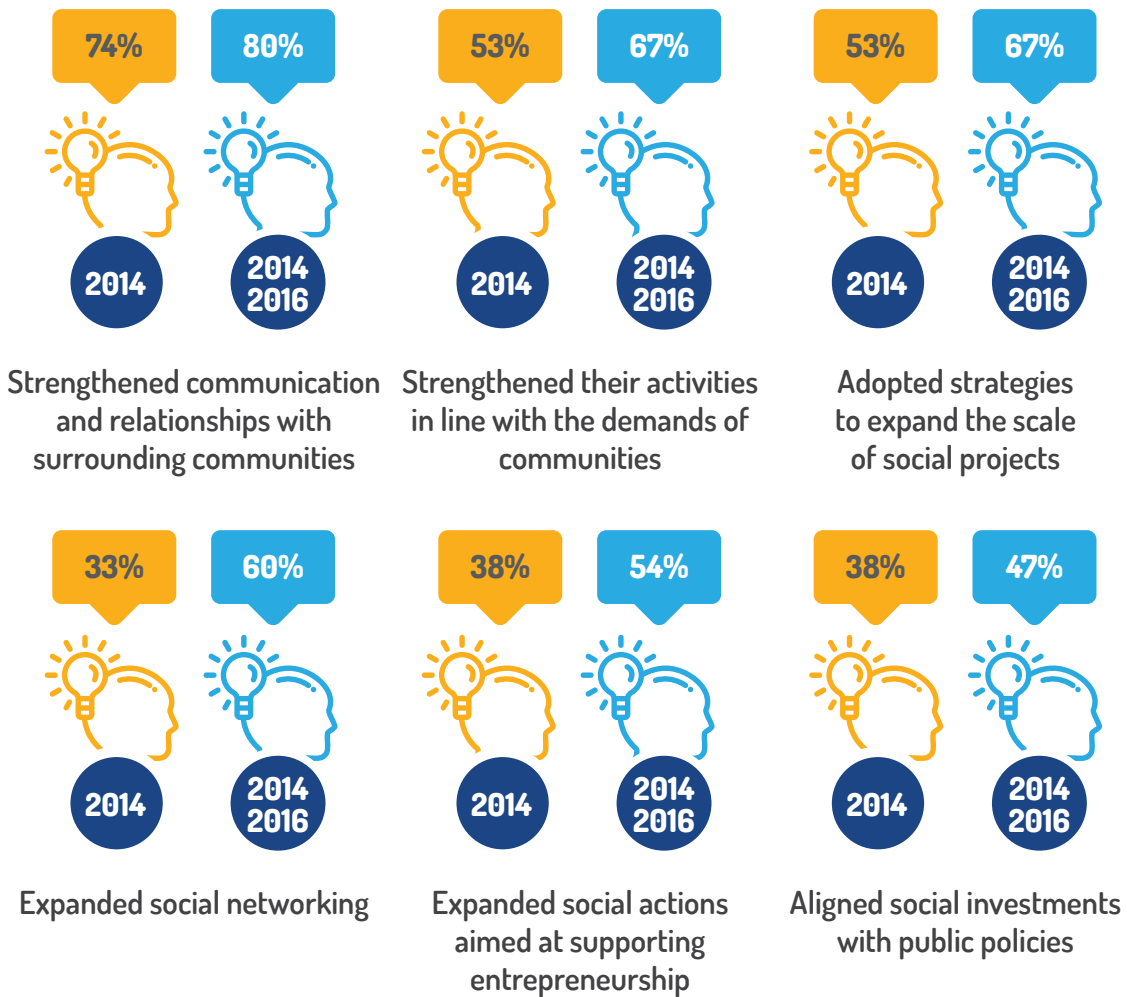 74%
80%
2014
2014
2016
Strengthened communication
and relationships with
surrounding communities
53%
67%
2014
2014
2016
Strengthened their activities
in line with the demands of
communities
53%
67%
2014
2014
2016
Adopted strategies
to expand the scale
of social projects
33%
60%
2014
2014
2016
Expanded social networking
38%
54%
2014
2014
2016
Expanded social actions
aimed at supporting
entrepreneurship
38%
47%
2014
2014
2016
Aligned social investments
with public policies